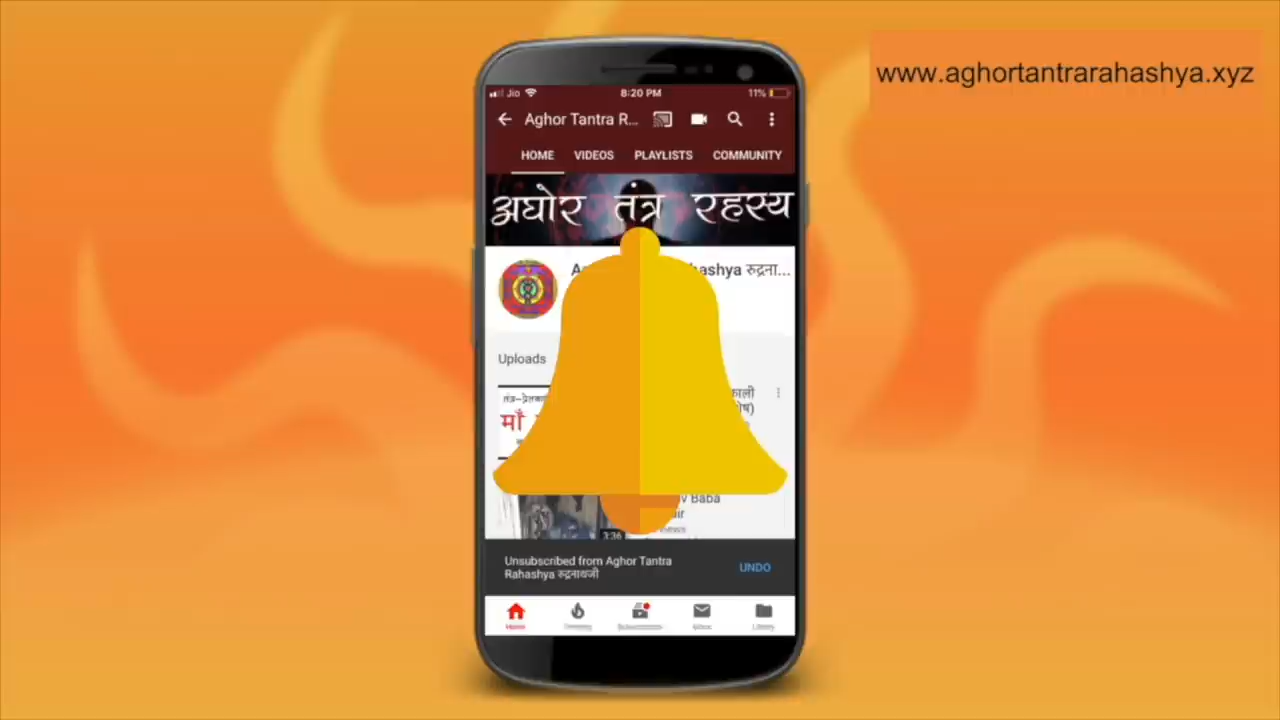 www.aghortantrarahashya.xyz
Jio 8:20 PM 11%
Aghor Tantra R...
HOME VIDEOS PLAYLISTS COMMUNITY
अघोर तंत्र रहस्य
रुद्रना...
Uploads
माँ
Baba
3:36
Unsubscribed from Aghor Tantra
Rahashya रुद्रनाथजी
UNDO
Home